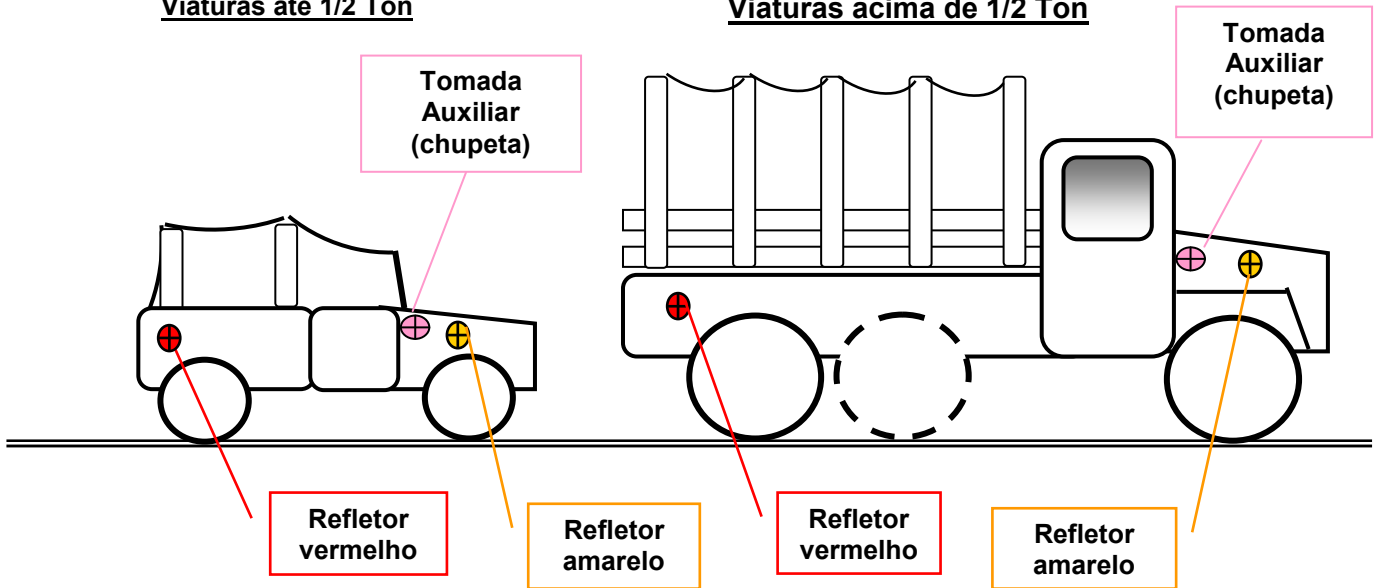 Viaturas até 1/2 Ton
Viaturas acima de 1/2 Ton
Tomada
Auxiliar
(chupeta)
Tomada
Auxiliar
(chupeta)
Refletor
vermelho
Refletor
amarelo
Refletor
vermelho
Refletor
amarelo